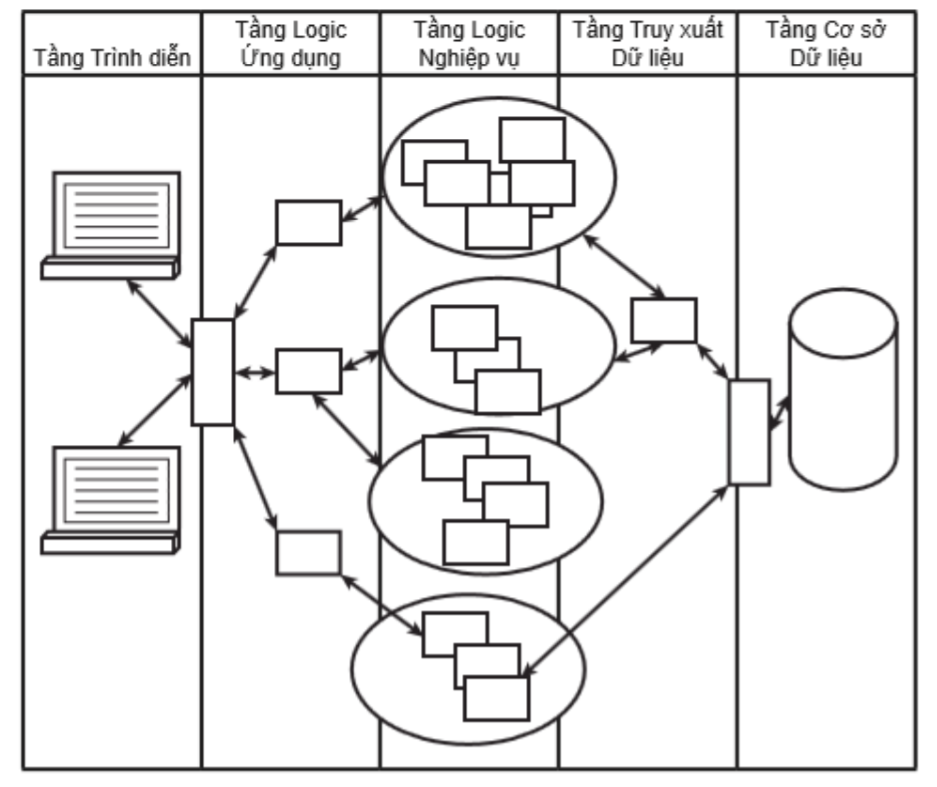 Tầng Trình diễn
Tầng Logic
Ứng dụng
Tầng Logic
Nghiệp vụ
Tầng Truy xuất
Dữ liệu
Tầng Cơ sở
Dữ liệu